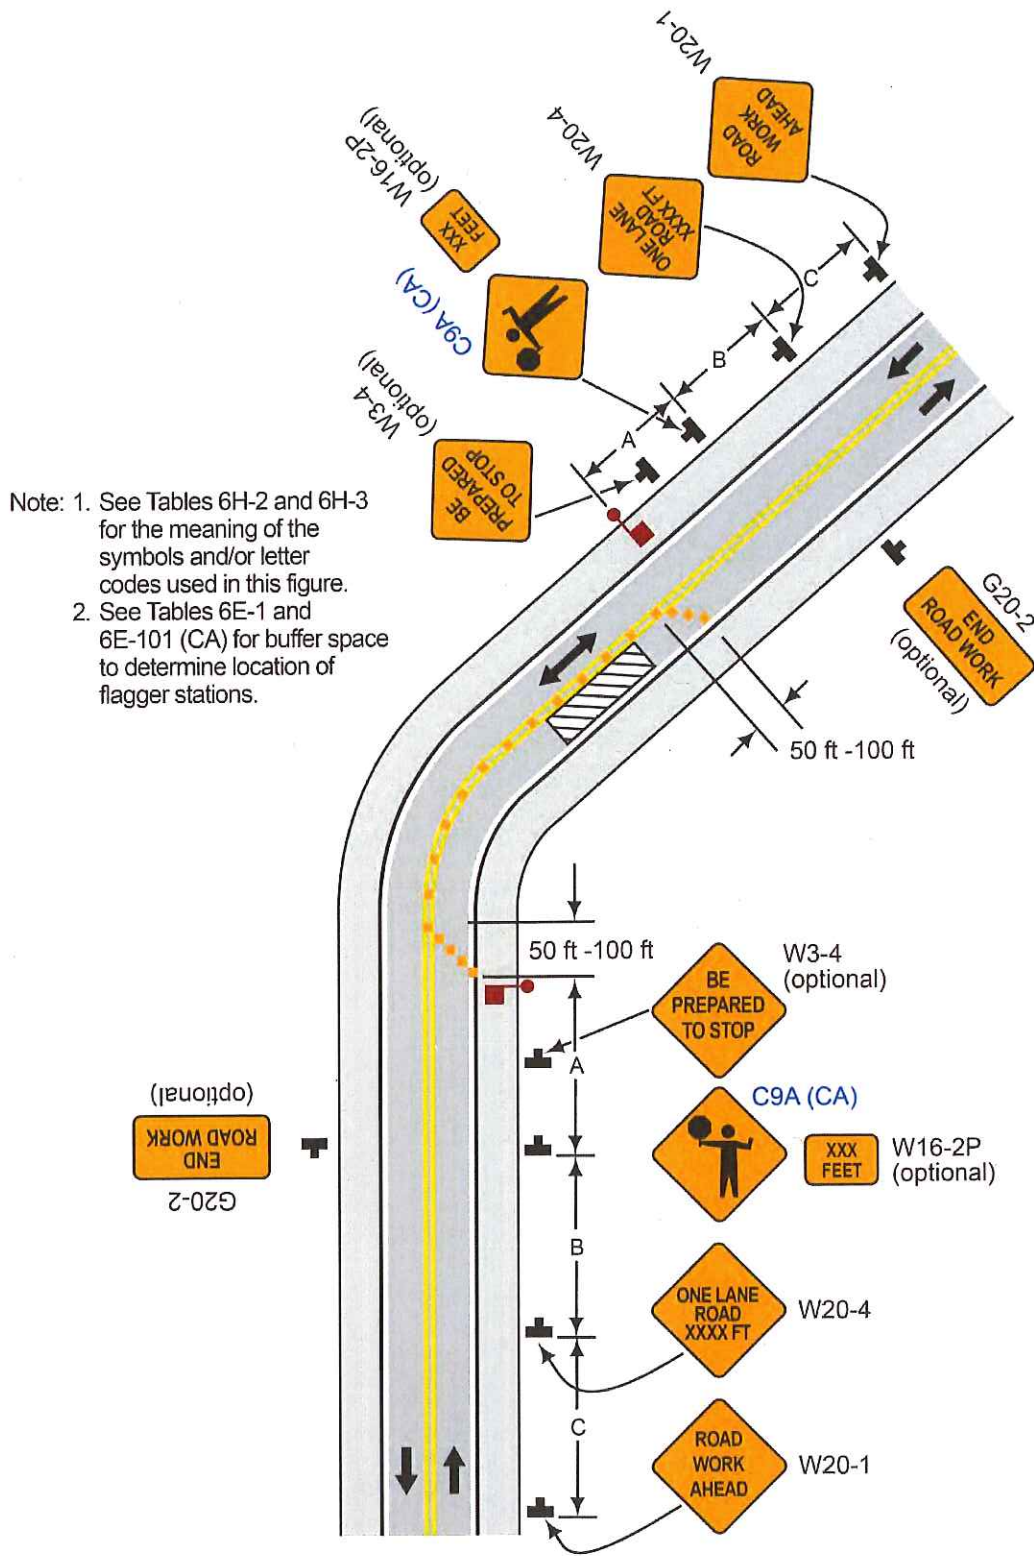 W20-1
ROAD
WORK
AHEAD
W20-4
ONE LANE
ROAD
XXXX FT
W16-2P
(optional)
XXX
FEET
C9A (CA)
W3-4
(optional)
BE
PREPARED
TO STOP
C
B
A
Note: 1. See Tables 6H-2 and 6H-3
for the meaning of the
symbols and/or letter
codes used in this figure.
2. See Tables 6E-1 and
6E-101 (CA) for buffer space
to determine location of
flagger stations.
G20-2
END
ROAD WORK
(optional)
50 ft -100 ft
50 ft -100 ft
W3-4
(optional)
BE
PREPARED
TO STOP
A
C9A (CA)
XXX
FEET
W16-2P
(optional)
G20-2
END
ROAD WORK
(optional)
B
ONE LANE
ROAD
XXXX FT
W20-4
C
ROAD
WORK
AHEAD
W20-1